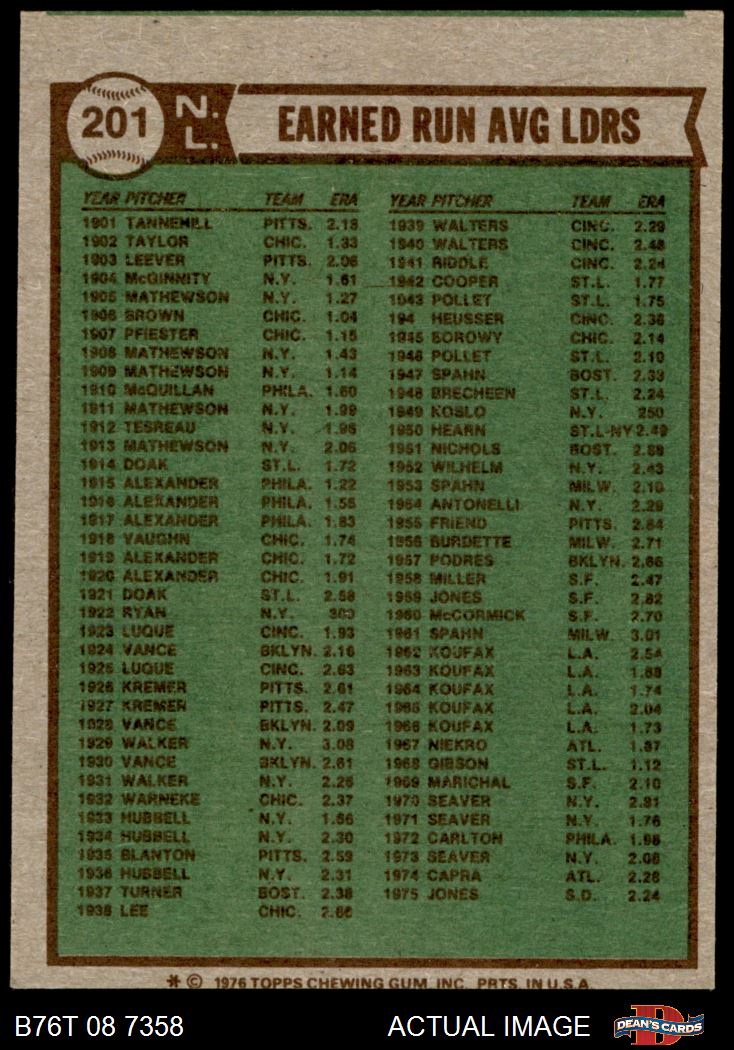 201
N.L.
EARNED RUN AVG LDRS
YEAR PITCHER TEAM ERA
1901 TANNEHILL PITTS. 2.18
1902 TAYLOR CHIC. 1.33
1903 LEEVER PITTS. 2.06
1904 McGINNITY N.Y. 1.61
1905 MATHEWSON N.Y. 1.27
1906 BROWN CHIC. 1.04
1907 PFIESTER CHIC. 1.15
1908 MATHEWSON N.Y. 1.43
1909 MATHEWSON N.Y. 1.14
1910 McQUILLAN PHILA. 1.60
1911 MATHEWSON N.Y. 1.99
1912 TESREAU N.Y. 1.96
1913 MATHEWSON N.Y. 2.06
1914 DOAK ST.L. 1.72
1915 ALEXANDER PHILA. 1.22
1916 ALEXANDER PHILA. 1.55
1917 ALEXANDER PHILA. 1.83
1918 VAUGHN CHIC. 1.74
1919 ALEXANDER CHIC. 1.72
1920 ALEXANDER CHIC. 1.91
1921 DOAK ST.L. 2.58
1922 RYAN N.Y. 300
1923 LUQUE CINC. 1.93
1924 VANCE BKLYN. 2.16
1925 LUQUE CINC. 2.63
1926 KREMER PITTS. 2.61
1927 KREMER PITTS. 2.47
1928 VANCE BKLYN. 2.09
1929 WALKER N.Y. 3.08
1930 VANCE BKLYN. 2.61
1931 WALKER N.Y. 2.26
1932 WARNEKE CHIC. 2.37
1933 HUBBELL N.Y. 1.66
1934 HUBBELL N.Y. 2.30
1935 BLANTON PITTS. 2.59
1936 HUBBELL N.Y. 2.31
1937 TURNER BOST. 2.38
1938 LEE CHIC. 2.66
YEAR PITCHER TEAM ERA
1939 WALTERS CINC. 2.29
1940 WALTERS CINC. 2.48
1941 RIDDLE CINC. 2.24
1942 COOPER ST.L. 1.77
1943 POLLET ST.L. 1.75
194 HEUSSER CINC. 2.38
1945 BOROWY CHIC. 2.14
1946 POLLET ST.L. 2.10
1947 SPAHN BOST. 2.33
1948 BRECHEEN ST.L. 2.24
1949 KOSLO N.Y. 250
1950 HEARN ST.L-NY 2.49
1951 NICHOLS BOST. 2.88
1952 WILHELM N.Y. 2.43
1953 SPAHN MILW. 2.10
1954 ANTONELLI N.Y. 2.29
1955 FRIEND PITTS. 2.84
1956 BURDETTE MILW. 2.71
1957 PODRES BKLYN. 2.66
1958 MILLER S.F. 2.47
1959 JONES S.F. 2.82
1960 McCORMICK S.F. 2.70
1961 SPAHN MILW. 3.01
1962 KOUFAX L.A. 2.54
1963 KOUFAX L.A. 1.88
1964 KOUFAX L.A. 1.74
1965 KOUFAX L.A. 2.04
1966 KOUFAX L.A. 1.73
1967 NIEKRO ATL. 1.87
1968 GIBSON ST.L. 1.12
1969 MARICHAL S.F. 2.10
1970 SEAVER N.Y. 2.81
1971 SEAVER N.Y. 1.76
1972 CARLTON PHILA. 1.98
1973 SEAVER N.Y. 2.08
1974 CAPRA ATL. 2.28
1975 JONES S.D. 2.24
* © 1976 TOPPS CHEWING GUM, INC. PRTS. IN U.S.A.
B76T 08 7358 ACTUAL IMAGE
D
DEAN'S CARDS